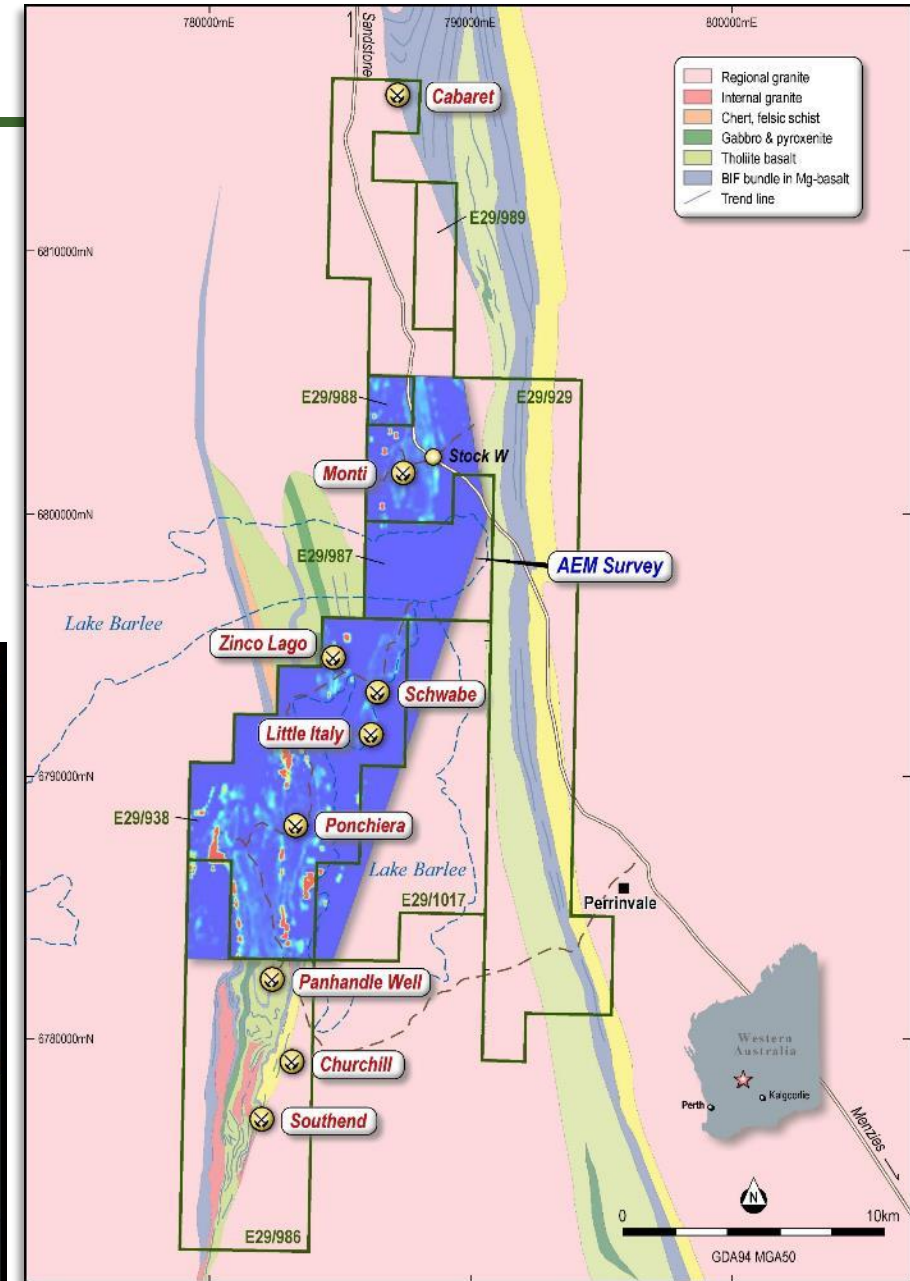 780000mE
790000mE
800000mE
Sandstone
Cabaret
Regional granite
Internal granite
Chert, felsic schist
Gabbro & pyroxenite
Tholiite basalt
BIF bundle in Mg-basalt
Trend line
E29/989
6810000mN
E29/988
E29/929
Stock W
Monti
6800000mN
E29/987
AEM Survey
Lake Barlee
Zinco Lago
Schwabe
Little Italy
6790000mN
E29/938
Ponchiera
Lake Barlee
E29/1017
Perrinvale
Panhandle Well
6780000mN
Churchill
Southend
Western
Australia
Perth
Kalgoorlie
Menzies
N
0
10km
E29/986
GDA94 MGA50